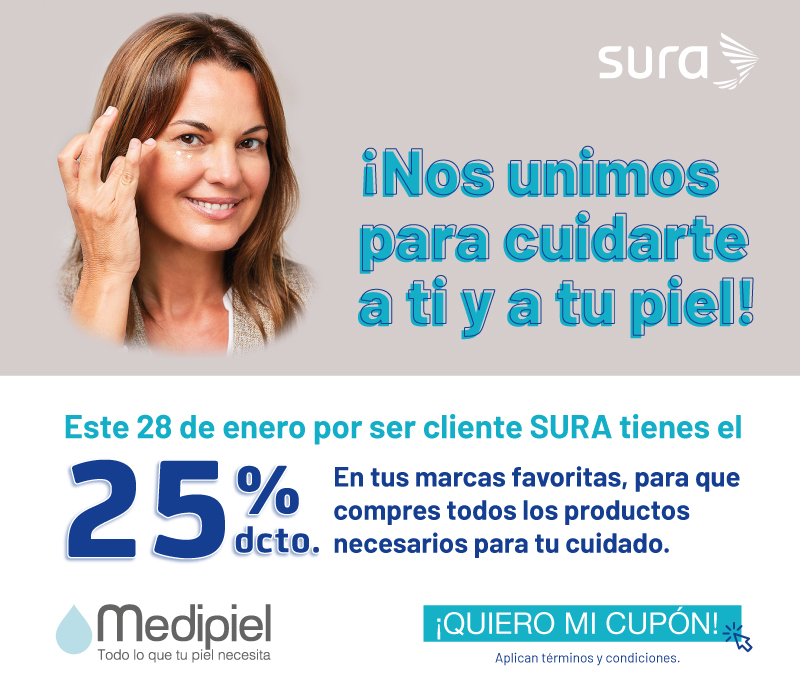 sura
¡Nos unimos
para cuidarte
a ti y a tu piel!
Este 28 de enero por ser cliente SURA tienes el
25% dcto.
En tus marcas favoritas, para que
compres todos los productos
necesarios para tu cuidado.
Medipiel
Todo lo que tu piel necesita
¡QUIERO MI CUPÓN!
Aplican términos y condiciones.